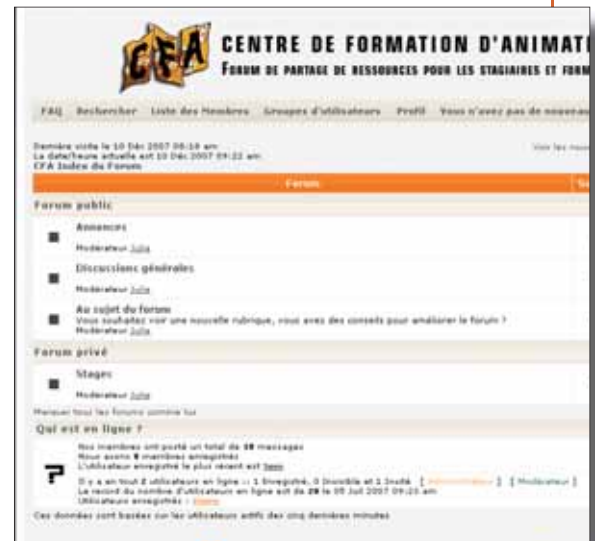 CFA
CENTRE DE FORMATION D'ANIMATI
FORUM DE PARTAGE DE RESSOURCES POUR LES STAGIAIRES ET FORM
FAQ Rechercher Liste des Membres Groupes d'utilisateurs Profil Vous n'avez pas de nouveau
Dernière visite le 10 Déc 2007 08:18 am
Voir les nou
La date/heure actuelle est 10 Déc 2007 09:22 am
CFA Index du Forum
Forum
Forum public
Annonces
Modérateur Julie
Discussions générales
Modérateur Julie
Au sujet du forum
Vous souhaitez voir une nouvelle rubrique, vous avez des conseils pour améliorer le forum ?
Modérateur Julie
Forum privé
Stages
Modérateur Julie
Marquer tous les forums comme lus
Qui est en ligne ?
Nos membres ont posté un total de messages
Nous avons membres enregistrés
L'utilisateur enregistré le plus récent est
Il y a en tout 2 utilisateurs en ligne :: 1 Enregistré, 0 Invisible et 1 Invité [ Administrateur ] [ Modérateur ]
Le record du nombre d'utilisateurs en ligne est de le 05 Juil 2007 09:23 am
Utilisateurs enregistrés :
Ces données sont basées sur les utilisateurs actifs des cinq dernières minutes